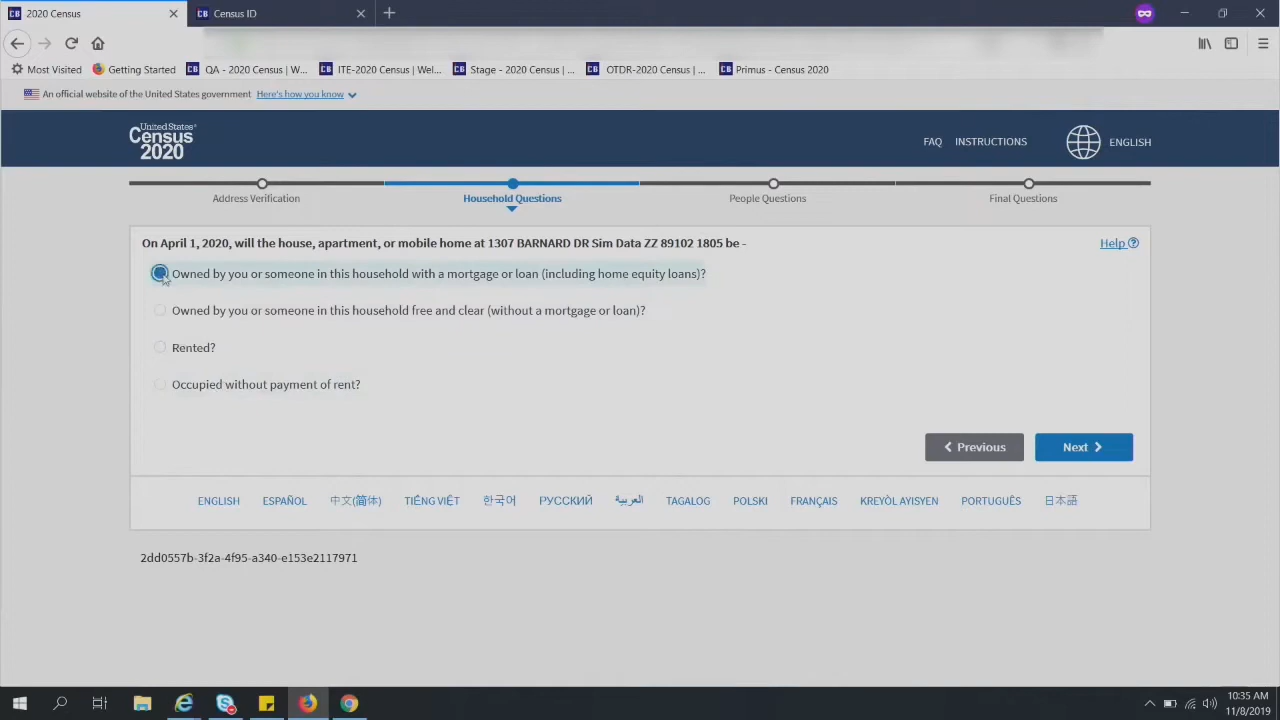 2020 Census
Census ID
Most Visited
Getting Started
QA - 2020 Census | W...
ITE-2020 Census | Wel...
Stage - 2020 Census | ...
OTDR-2020 Census | ...
Primus - Census 2020
An official website of the United States government Here's how you know
United States®
Census
2020
FAQ
INSTRUCTIONS
ENGLISH
Address Verification
Household Questions
People Questions
Final Questions
On April 1, 2020, will the house, apartment, or mobile home at 1307 BARNARD DR Sim Data ZZ 89102 1805 be -
Help
Owned by you or someone in this household with a mortgage or loan (including home equity loans)?
Owned by you or someone in this household free and clear (without a mortgage or loan)?
Rented?
Occupied without payment of rent?
Previous
Next
ENGLISH ESPAÑOL 中文(简体) TIẾNG VIỆT 한국어 РУССКИЙ العربية TAGALOG POLSKI FRANÇAIS KREYÒL AYISYEN PORTUGUÊS 日本語
2dd0557b-3f2a-4f95-a340-e153e2117971
10:35 AM
11/8/2019